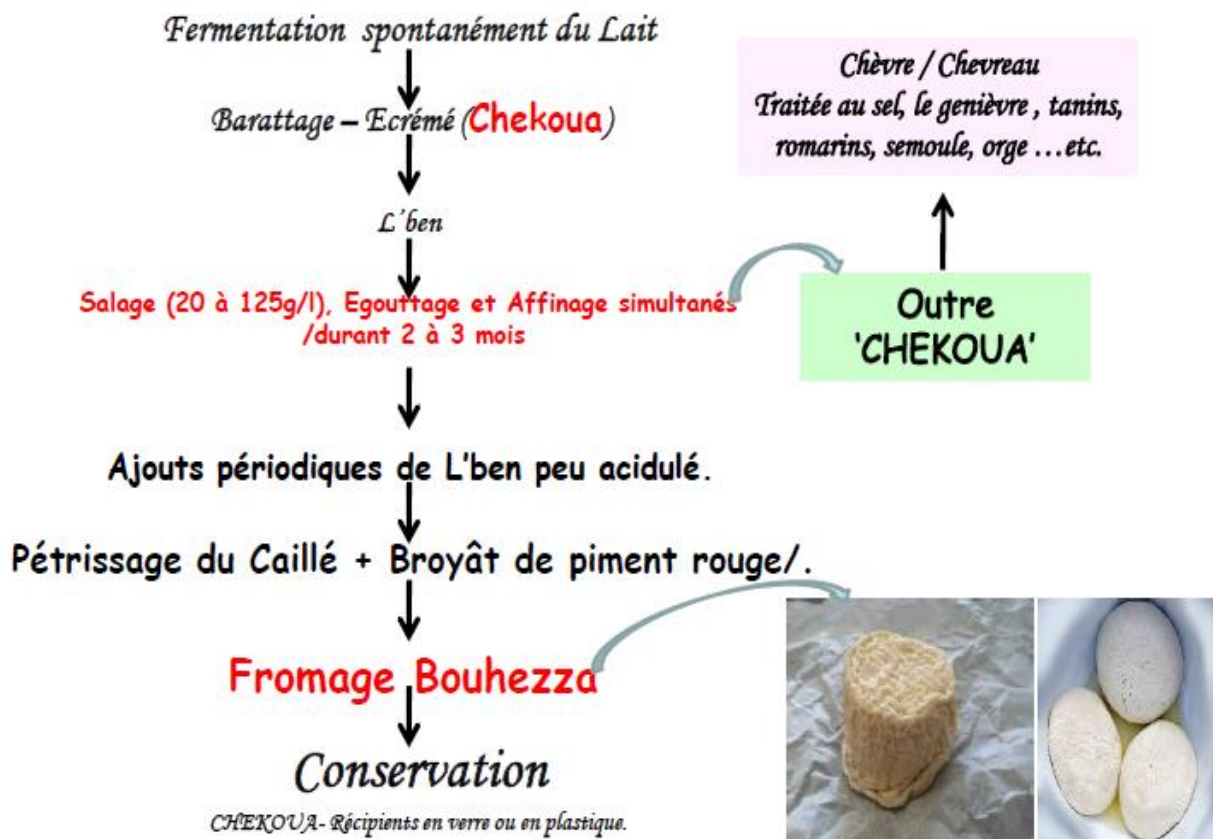 Fermentation spontanément du Lait
Barattage – Ecrémé (Chekoua)
L'ben
Salage (20 à 125g/l), Egouttage et Affinage simultanés
/durant 2 à 3 mois
Ajouts périodiques de L'ben peu acidulé.
Pétrissage du Caillé + Broyât de piment rouge/.
Fromage Bouhezza
Conservation
CHEKOUA- Récipients en verre ou en plastique.
Chèvre / Chevreau
Traitée au sel, le genièvre , tanins,
romarins, semoule, orge …etc.
Outre
'CHEKOUA'